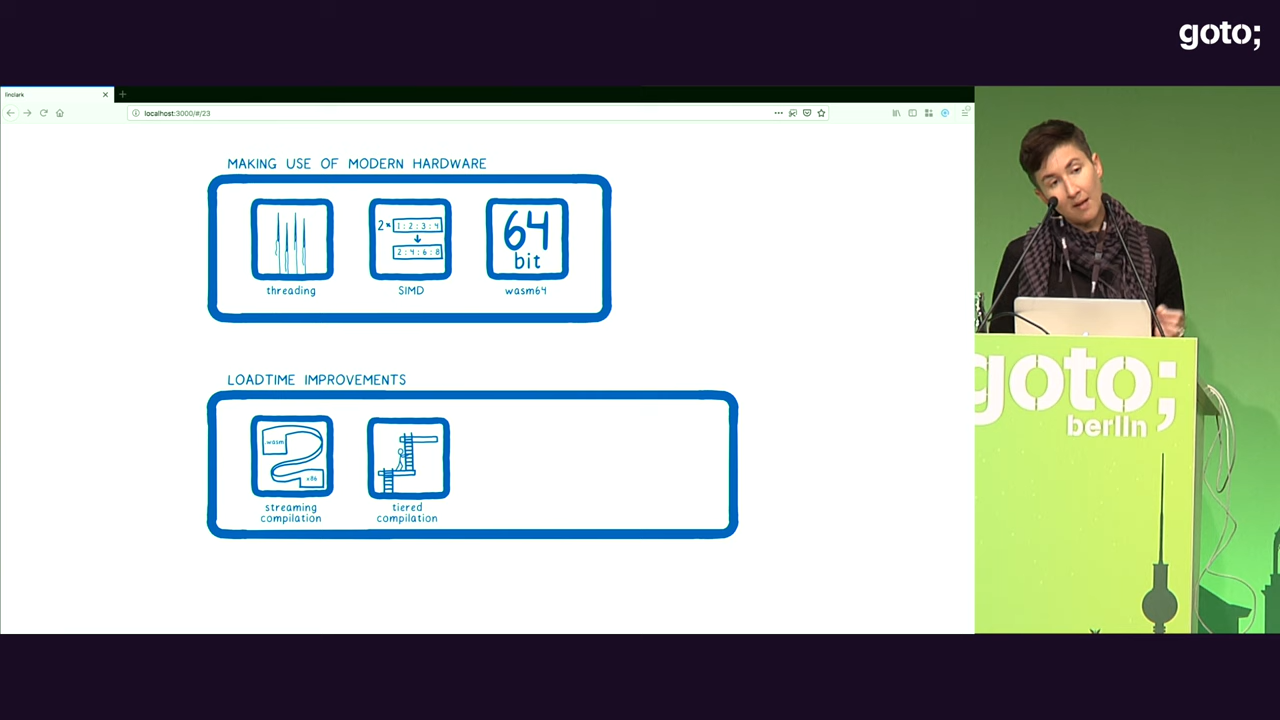 goto;
linclark
localhost:3000/#/23
MAKING USE OF MODERN HARDWARE
2× 1:2:3:4
2:4:6:8
64
bit
threading
SIMD
wasm64
LOADTIME IMPROVEMENTS
wasm
x86
streaming
compilation
tiered
compilation
goto;
berlin